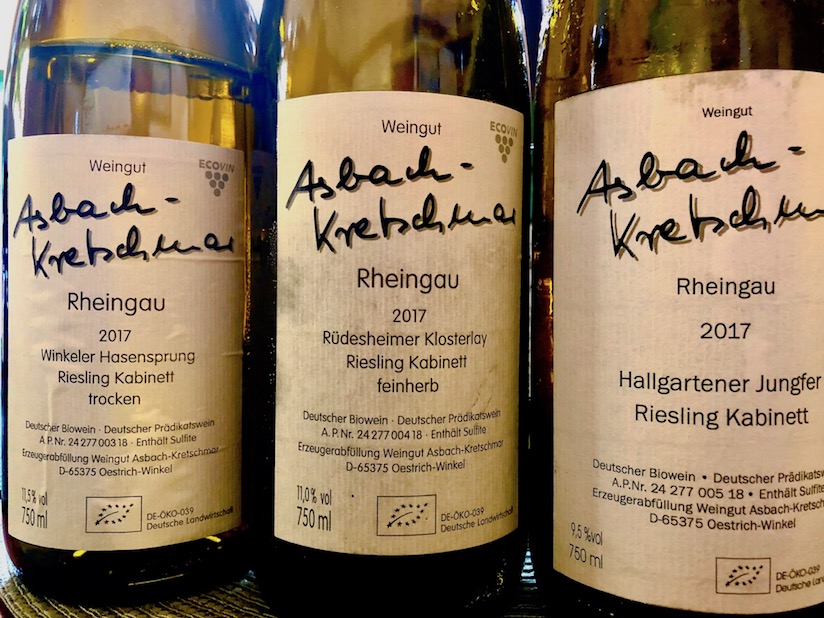 Weingut
ECOVIN
Asbach-
Kretschmar
Rheingau
2017
Winkeler Hasensprung
Riesling Kabinett
trocken
Deutscher Biowein · Deutscher Prädikatswein
A.P.Nr. 24 277 003 18 · Enthält Sulfite
Erzeugerabfüllung Weingut Asbach-Kretschmar
D-65375 Oestrich-Winkel
11,5% vol
750 ml
DE-ÖKO-039
Deutsche Landwirtschaft
Weingut
ECOVIN
Asbach-
Kretschmar
Rheingau
2017
Rüdesheimer Klosterlay
Riesling Kabinett
feinherb
Deutscher Biowein · Deutscher Prädikatswein
A.P.Nr. 24 277 004 18 · Enthält Sulfite
Erzeugerabfüllung Weingut Asbach-Kretschmar
D-65375 Oestrich-Winkel
11,0% vol
750 ml
DE-ÖKO-039
Deutsche Landwirtschaft
Weingut
Asbach-
Rheingau
2017
Hallgartener Jungfer
Riesling Kabinett
Deutscher Biowein • Deutscher
A.P.Nr. 24 277 005 18 • Enthält Sulfite
Erzeugerabfüllung Weingut
D-65375 Oestrich-Winkel
9,5 %vol
750 ml
DE-ÖKO-039
Deutsche